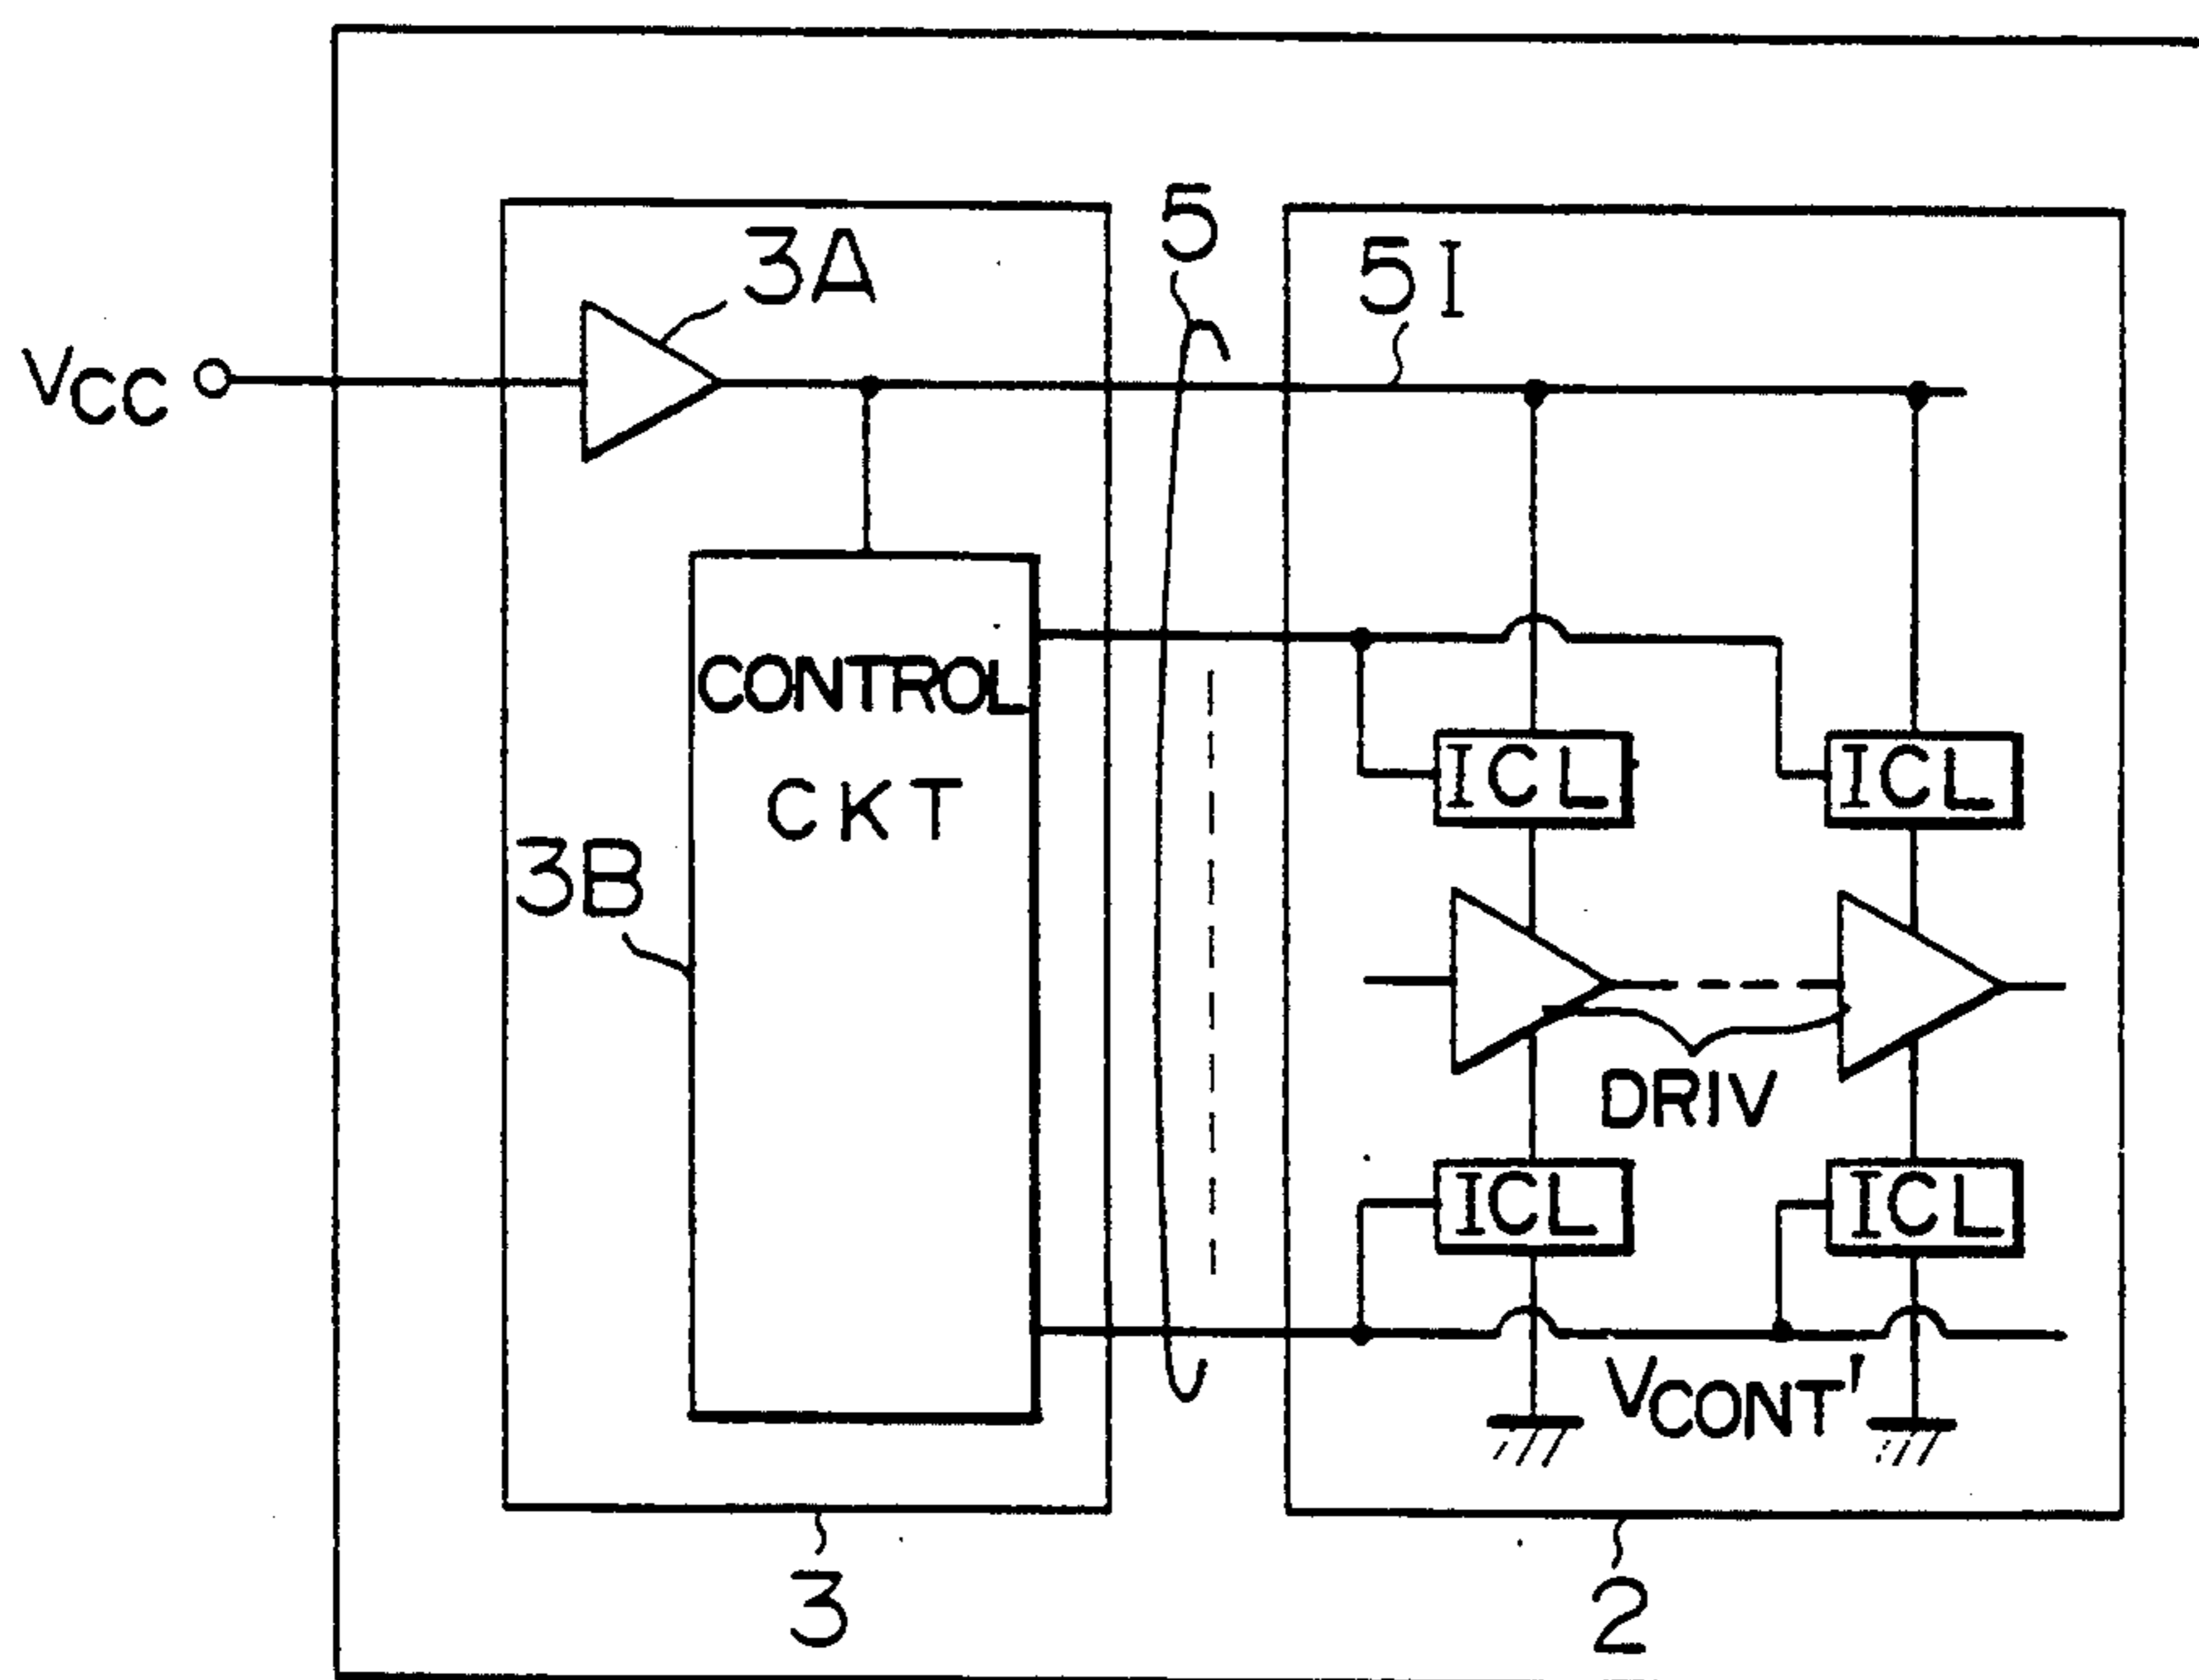 5
3A
5I
VCC
CONTROL
CKT
ICL
ICL
3B
DRIV
ICL
ICL
VCONT'
3
2